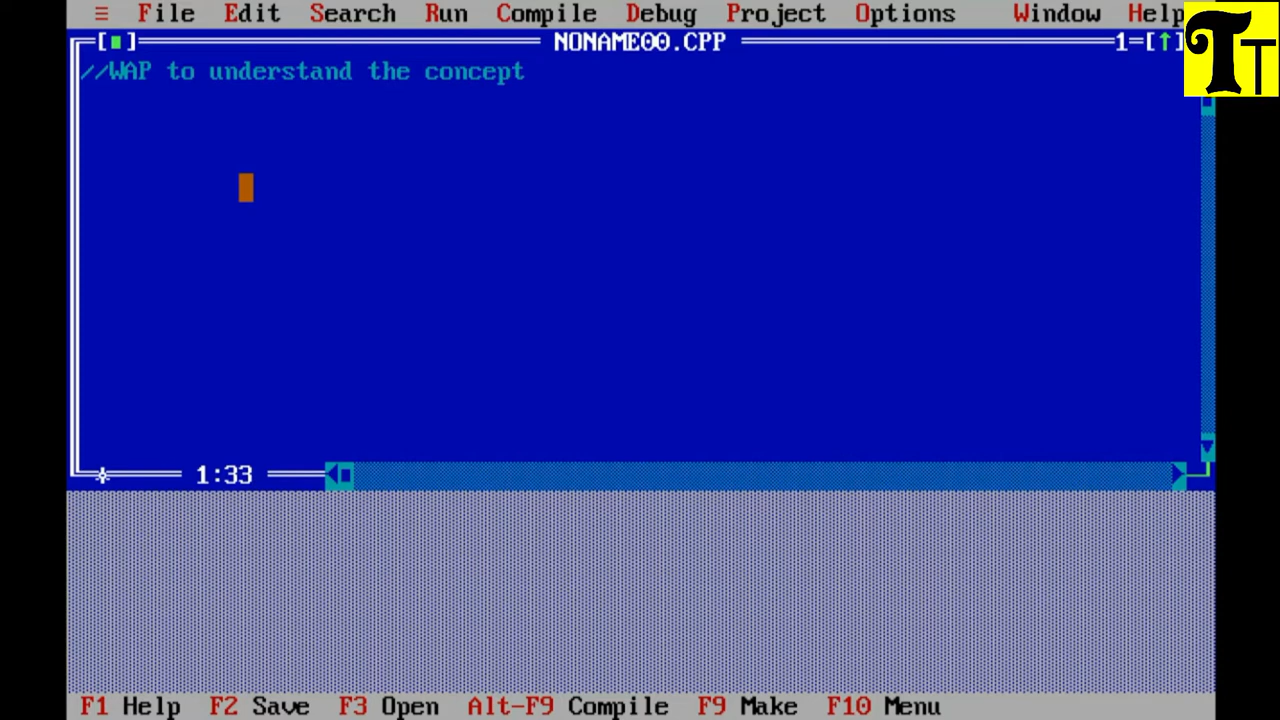 ≡ File Edit Search Run Compile Debug Project Options Window Help
[■] NONAME00.CPP 1=[↑]
TT
//WAP to understand the concept
1:33
F1 Help F2 Save F3 Open Alt-F9 Compile F9 Make F10 Menu